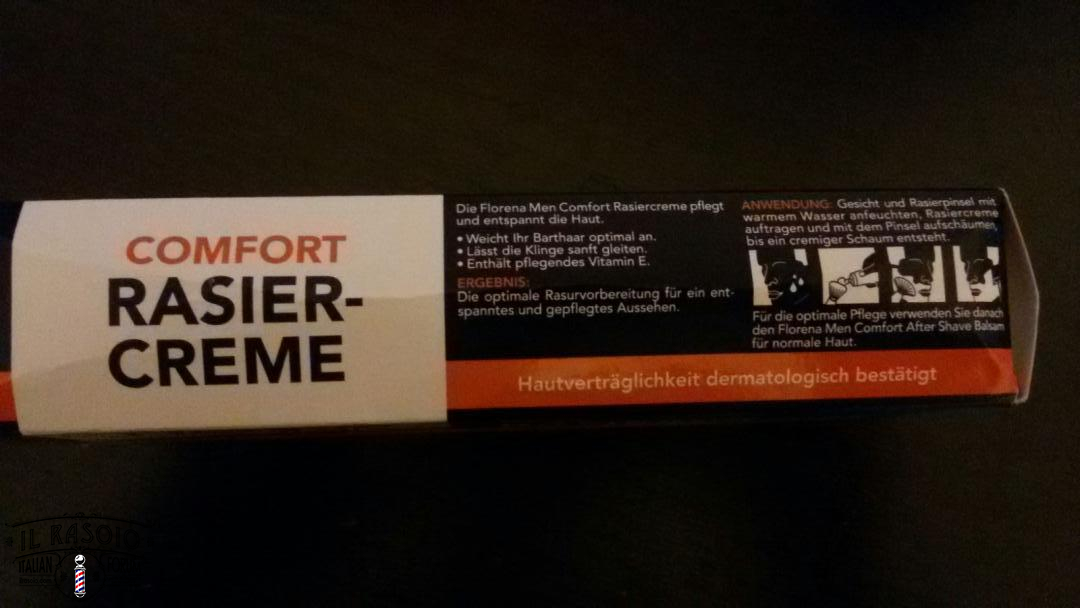 COMFORT
RASIER-
CREME
Die Florena Men Comfort Rasiercreme pflegt
und entspannt die Haut.
• Weicht Ihr Barthaar optimal an.
• Lässt die Klinge sanft gleiten.
• Enthält pflegendes Vitamin E.
ERGEBNIS:
Die optimale Rasurvorbereitung für ein ent-
spanntes und gepflegtes Aussehen.
ANWENDUNG: Gesicht und Rasierpinsel mit
warmem Wasser anfeuchten, Rasiercreme
auftragen und mit dem Pinsel aufschäumen,
bis ein cremiger Schaum entsteht.
Für die optimale Pflege verwenden Sie danach
den Florena Men Comfort After Shave Balsam
für normale Haut.
Hautverträglichkeit dermatologisch bestätigt
IL RASOIO
ITALIAN